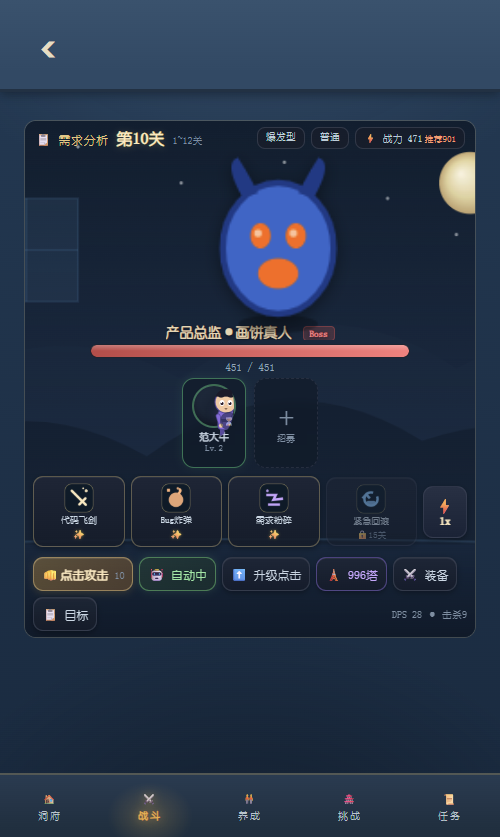 需求分析 第10关 1~12关 爆发型 普通 战力 471 推荐901
产品总监●画饼真人 Boss
451 / 451
范大牛
Lv.2
招募
代码飞剑 Bug炸弹 需求粉碎 紧急回滚 15天 1x
点击攻击 10 自动中 升级点击 996塔 装备
目标 DPS 28 ● 击杀9
洞府 战斗 养成 挑战 任务